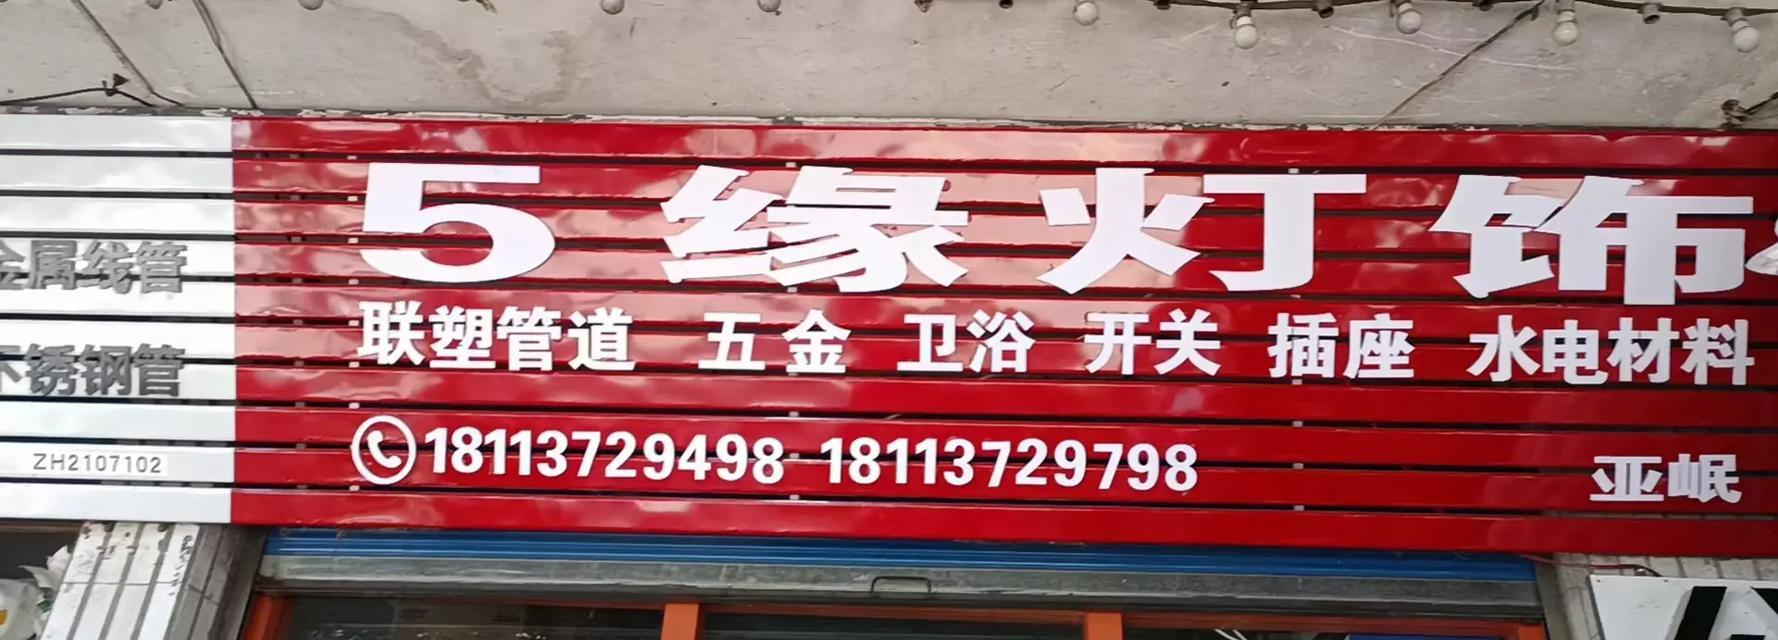 金属线管
不锈钢管
ZH2107102
5缘灯饰
联塑管道 五金 卫浴 开关 插座 水电材料
18113729498 18113729798
亚岷